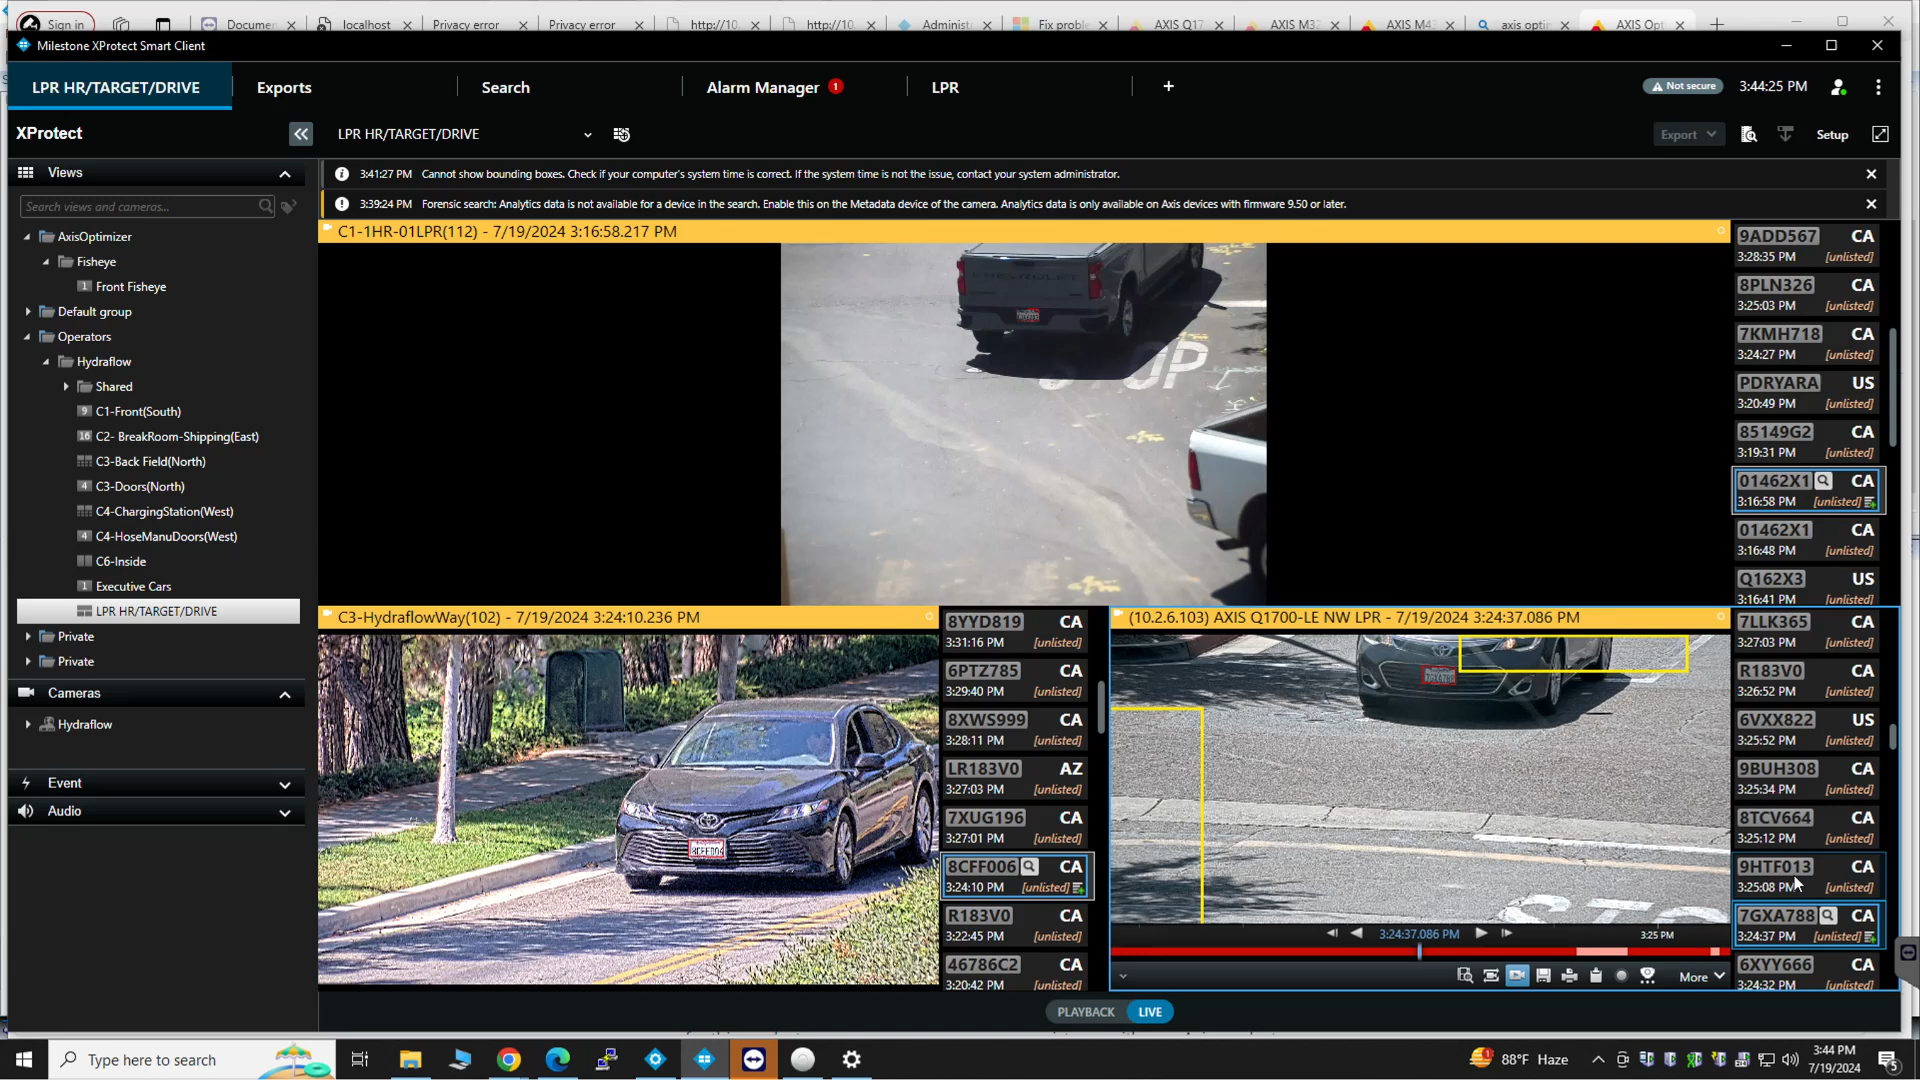 Sign in
Documen
localhost
Privacy error
Privacy error
http://10.
http://10.
Administ
Fix proble
AXIS Q17
AXIS M32
AXIS M43
axis optin
AXIS Opt
Milestone XProtect Smart Client
LPR HR/TARGET/DRIVE
Exports
Search
Alarm Manager 1
LPR
+
Not secure
3:44:25 PM
XProtect
LPR HR/TARGET/DRIVE
Export
Setup
Views
Search views and cameras...
AxisOptimizer
Fisheye
1 Front Fisheye
Default group
Operators
Hydraflow
Shared
9 C1-Front(South)
16 C2- BreakRoom-Shipping(East)
C3-Back Field(North)
4 C3-Doors(North)
C4-ChargingStation(West)
4 C4-HoseManuDoors(West)
C6-Inside
1 Executive Cars
LPR HR/TARGET/DRIVE
Private
Private
Cameras
Hydraflow
Event
Audio
3:41:27 PM Cannot show bounding boxes. Check if your computer's system time is correct. If the system time is not the issue, contact your system administrator.
3:39:24 PM Forensic search: Analytics data is not available for a device in the search. Enable this on the Metadata device of the camera. Analytics data is only available on Axis devices with firmware 9.50 or later.
C1-1HR-01LPR(112) - 7/19/2024 3:16:58.217 PM
CHEVROLET
STOP
9ADD567 CA
3:28:35 PM [unlisted]
8PLN326 CA
3:25:03 PM [unlisted]
7KMH718 CA
3:24:27 PM [unlisted]
PDRYARA US
3:20:49 PM [unlisted]
85149G2 CA
3:19:31 PM [unlisted]
01462X1 CA
3:16:58 PM [unlisted]
01462X1 CA
3:16:48 PM [unlisted]
Q162X3 US
3:16:41 PM [unlisted]
C3-HydraflowWay(102) - 7/19/2024 3:24:10.236 PM
8YYD819 CA
3:31:16 PM [unlisted]
6PTZ785 CA
3:29:40 PM [unlisted]
8XWS999 CA
3:28:11 PM [unlisted]
LR183V0 AZ
3:27:03 PM [unlisted]
7XUG196 CA
3:27:01 PM [unlisted]
8CFF006 CA
3:24:10 PM [unlisted]
R183V0 CA
3:22:45 PM [unlisted]
46786C2 CA
3:20:42 PM [unlisted]
(10.2.6.103) AXIS Q1700-LE NW LPR - 7/19/2024 3:24:37.086 PM
3:24:37.086 PM
3:25 PM
More
7LLK365 CA
3:27:03 PM [unlisted]
R183V0 CA
3:26:52 PM [unlisted]
6VXX822 US
3:25:52 PM [unlisted]
9BUH308 CA
3:25:34 PM [unlisted]
8TCV664 CA
3:25:12 PM [unlisted]
9HTF013 CA
3:25:08 PM [unlisted]
7GXA788 CA
3:24:37 PM [unlisted]
6XYY666 CA
3:24:32 PM [unlisted]
PLAYBACK LIVE
Type here to search
88°F Haze
3:44 PM
7/19/2024
5